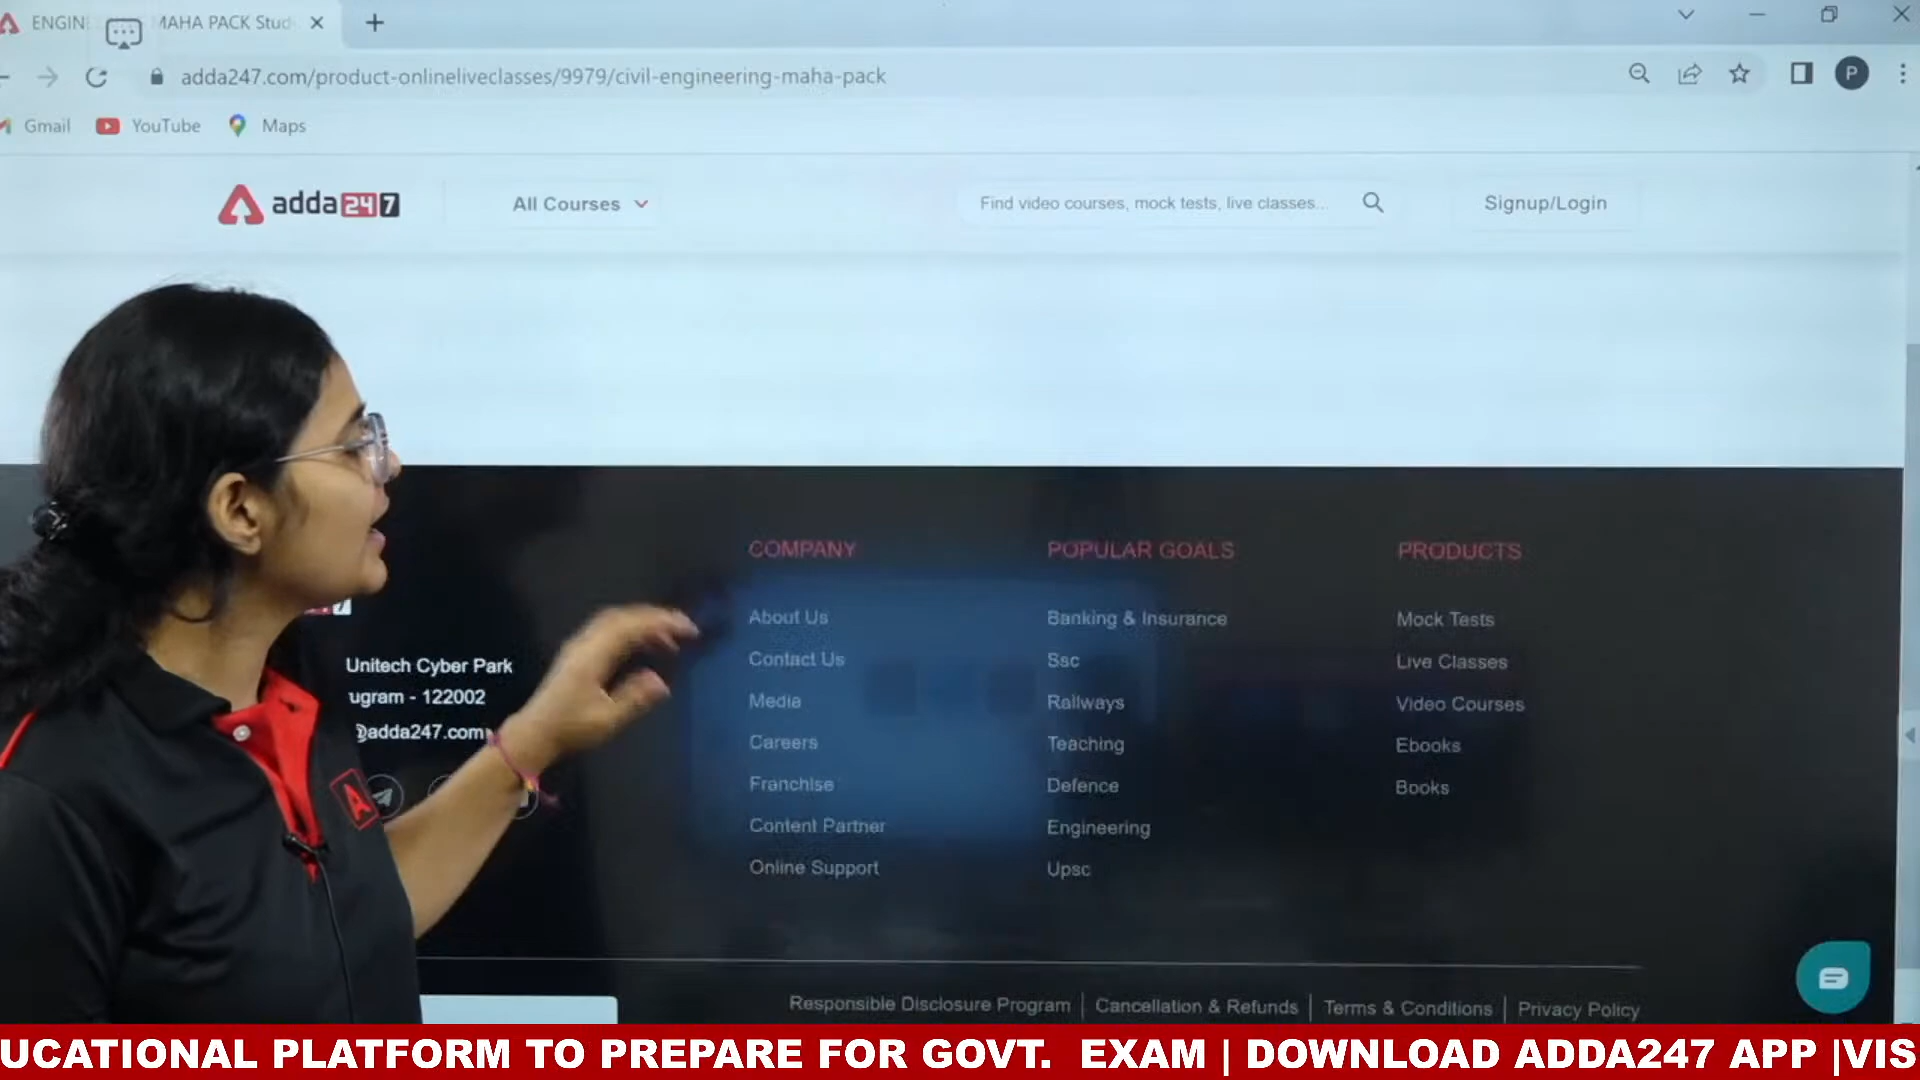 MAHA PACK Stud
adda247.com/product-onlineliveclasses/9979/civil-engineering-maha-pack
P
Gmail YouTube Maps
adda247
All Courses
Find video courses, mock tests, live classes...
Signup/Login
COMPANY
About Us
Contact Us
Media
Careers
Franchise
Content Partner
Online Support
POPULAR GOALS
Banking & Insurance
Ssc
Railways
Teaching
Defence
Engineering
Upsc
PRODUCTS
Mock Tests
Live Classes
Video Courses
Ebooks
Books
Unitech Cyber Park
ugram - 122002
@adda247.com
A
Responsible Disclosure Program | Cancellation & Refunds | Terms & Conditions | Privacy Policy
UCATIONAL PLATFORM TO PREPARE FOR GOVT. EXAM | DOWNLOAD ADDA247 APP |VIS